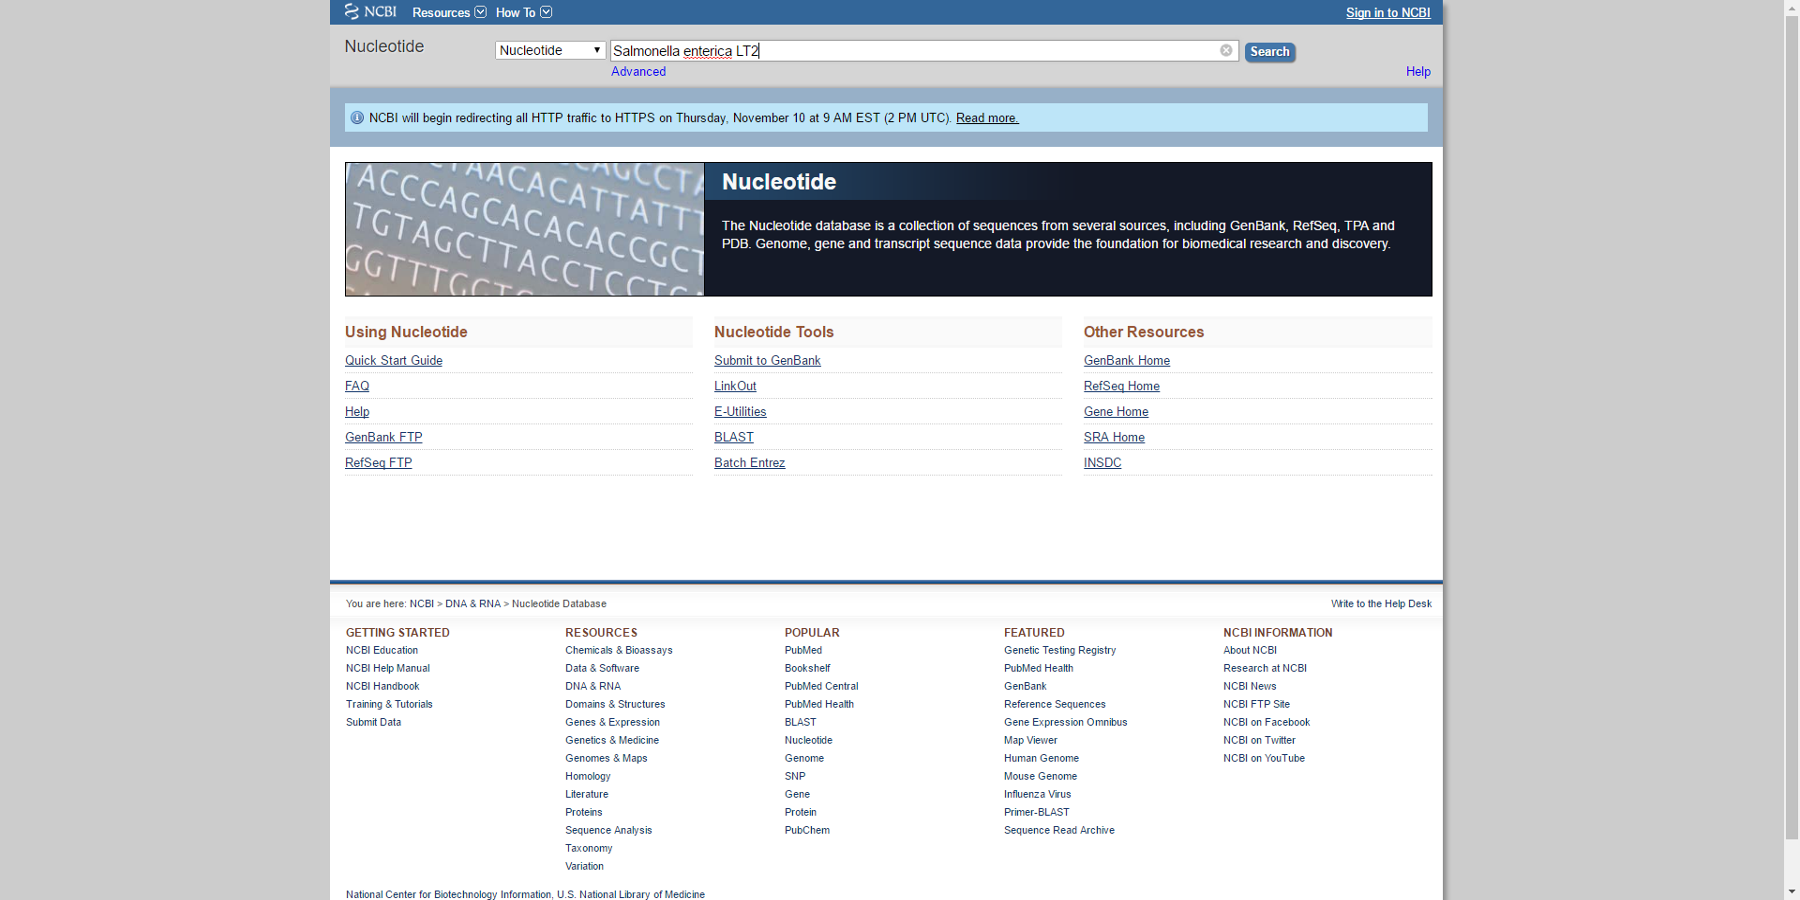 NCBI Resources How To Sign in to NCBI
Nucleotide Nucleotide Salmonella enterica LT2 Search
Advanced Help
NCBI will begin redirecting all HTTP traffic to HTTPS on Thursday, November 10 at 9 AM EST (2 PM UTC). Read more.
TAACACATTATTT
ACCCAGCACACACCGCT
TGTAGCTTACCTCCT
GGTTTGGT
Nucleotide
The Nucleotide database is a collection of sequences from several sources, including GenBank, RefSeq, TPA and
PDB. Genome, gene and transcript sequence data provide the foundation for biomedical research and discovery.
Using Nucleotide
Quick Start Guide
FAQ
Help
GenBank FTP
RefSeq FTP
Nucleotide Tools
Submit to GenBank
LinkOut
E-Utilities
BLAST
Batch Entrez
Other Resources
GenBank Home
RefSeq Home
Gene Home
SRA Home
INSDC
You are here: NCBI > DNA & RNA > Nucleotide Database Write to the Help Desk
GETTING STARTED
NCBI Education
NCBI Help Manual
NCBI Handbook
Training & Tutorials
Submit Data
RESOURCES
Chemicals & Bioassays
Data & Software
DNA & RNA
Domains & Structures
Genes & Expression
Genetics & Medicine
Genomes & Maps
Homology
Literature
Proteins
Sequence Analysis
Taxonomy
Variation
POPULAR
PubMed
Bookshelf
PubMed Central
PubMed Health
BLAST
Nucleotide
Genome
SNP
Gene
Protein
PubChem
FEATURED
Genetic Testing Registry
PubMed Health
GenBank
Reference Sequences
Gene Expression Omnibus
Map Viewer
Human Genome
Mouse Genome
Influenza Virus
Primer-BLAST
Sequence Read Archive
NCBI INFORMATION
About NCBI
Research at NCBI
NCBI News
NCBI FTP Site
NCBI on Facebook
NCBI on Twitter
NCBI on YouTube
National Center for Biotechnology Information, U.S. National Library of Medicine